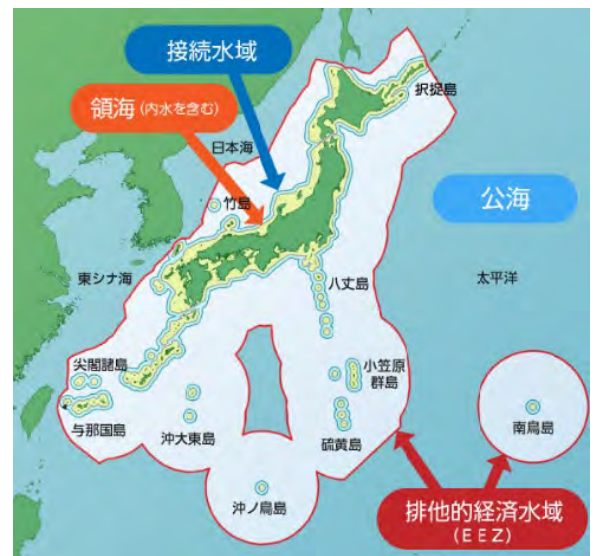 接続水域
択捉島
領海(内水を含む)
日本海
竹島
公海
東シナ海
八丈島
太平洋
尖閣諸島
小笠原
群島
与那国島
沖大東島
硫黄島
南鳥島
沖ノ鳥島
排他的経済水域
(EEZ)